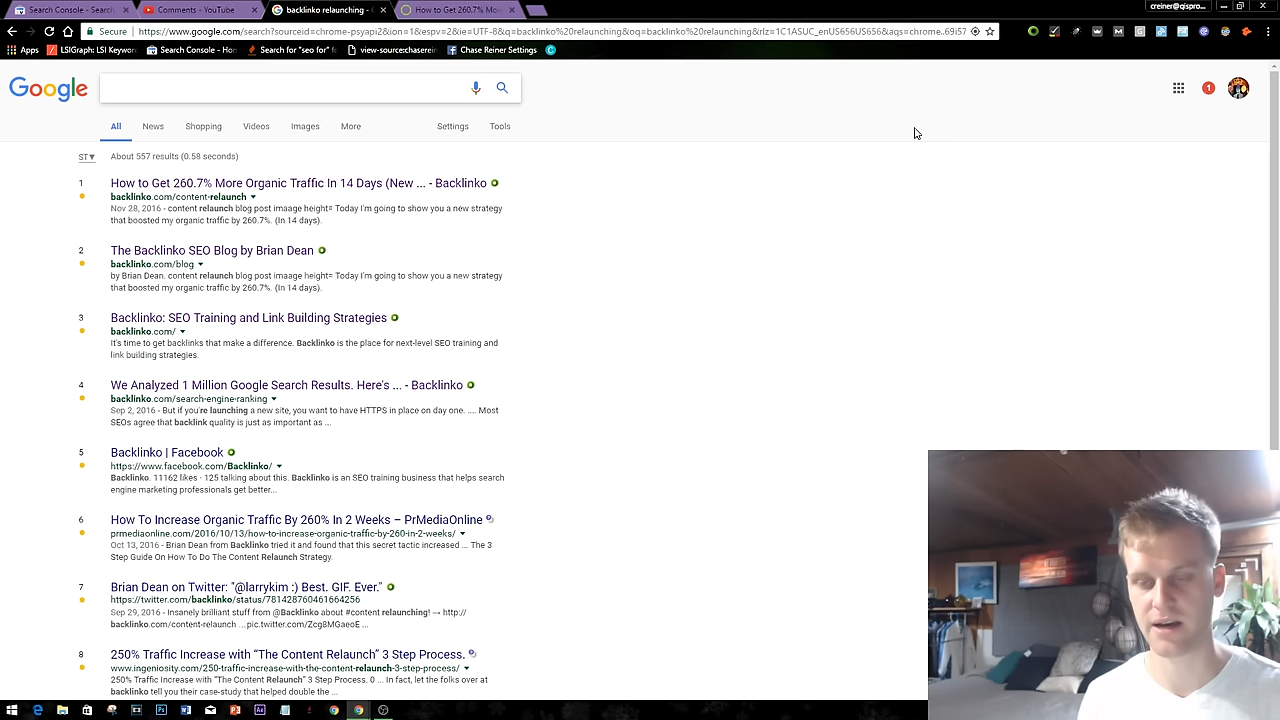 Search Console - Search
Comments - YouTube
backlinko relaunching - G
How to Get 260.7% Mo
creiner@qispro...
Secure
https://www.google.com/search?sourceid=chrome-psyapi2&ion=1&espv=2&ie=UTF-8&q=backlinko%20relaunching&oq=backlinko%20relaunching&rlz=1C1ASUC_enUS656US656&aqs=chrome..69i57
Apps
LSIGraph: LSI Keywor
Search Console - Hom
Search for "seo for" f
view-source:chaserein
Chase Reiner Settings
Google
All
News
Shopping
Videos
Images
More
Settings
Tools
1
ST▼
About 557 results (0.58 seconds)
1
How to Get 260.7% More Organic Traffic In 14 Days (New ... - Backlinko
backlinko.com/content-relaunch ▼
Nov 28, 2016 - content relaunch blog post imaage height= Today I'm going to show you a new strategy
that boosted my organic traffic by 260.7%. (In 14 days).
2
The Backlinko SEO Blog by Brian Dean
backlinko.com/blog ▼
by Brian Dean. content relaunch blog post imaage height= Today I'm going to show you a new strategy
that boosted my organic traffic by 260.7%. (In 14 days).
3
Backlinko: SEO Training and Link Building Strategies
backlinko.com/ ▼
It's time to get backlinks that make a difference. Backlinko is the place for next-level SEO training and
link building strategies.
4
We Analyzed 1 Million Google Search Results. Here's ... - Backlinko
backlinko.com/search-engine-ranking ▼
Sep 2, 2016 - But if you're launching a new site, you want to have HTTPS in place on day one. .... Most
SEOs agree that backlink quality is just as important as ...
5
Backlinko | Facebook
https://www.facebook.com/Backlinko/ ▼
Backlinko. 11162 likes · 125 talking about this. Backlinko is an SEO training business that helps search
engine marketing professionals get better...
6
How To Increase Organic Traffic By 260% In 2 Weeks – PrMediaOnline
prmediaonline.com/2016/10/13/how-to-increase-organic-traffic-by-260-in-2-weeks/ ▼
Oct 13, 2016 - Brian Dean from Backlinko tried it and found that this secret tactic increased ... The 3
Step Guide On How To Do The Content Relaunch Strategy.
7
Brian Dean on Twitter: "@larrykim :) Best. GIF. Ever."
https://twitter.com/backlinko/status/781428760461664256
Sep 29, 2016 - Insanely brilliant stuff from @Backlinko about #content relaunching! → http://
backlinko.com/content-relaunch ...pic.twitter.com/Zcg8MGaeoE ...
8
250% Traffic Increase with “The Content Relaunch” 3 Step Process.
www.ingeniosity.com/250-traffic-increase-with-the-content-relaunch-3-step-process/ ▼
250% Traffic Increase with “The Content Relaunch” 3 Step Process. 0 ... In fact, let the folks over at
backlinko tell you their case-study that helped double the ...